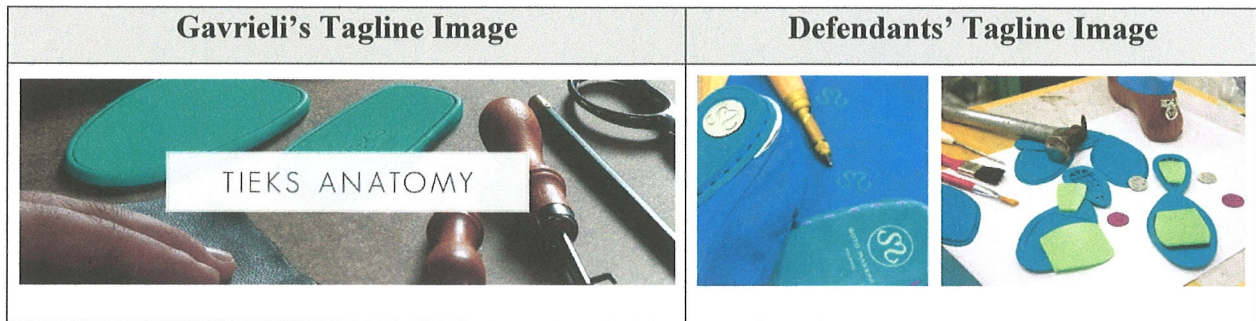 Gavrieli's Tagline Image
Defendants' Tagline Image
TIEKS ANATOMY